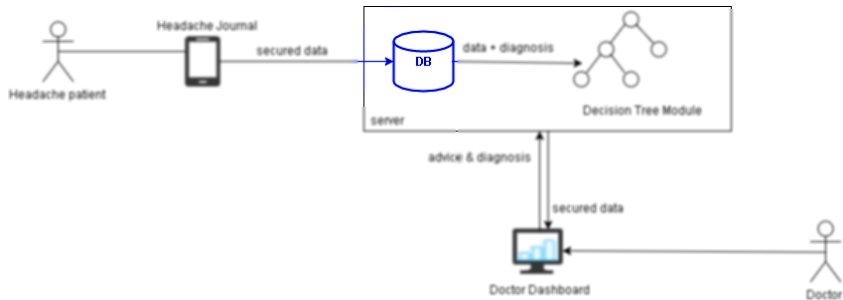 Headache Journal
secured data
DB
data + diagnosis
Headache patient
Decision Tree Module
server
advice & diagnosis
secured data
Doctor Dashboard
Doctor